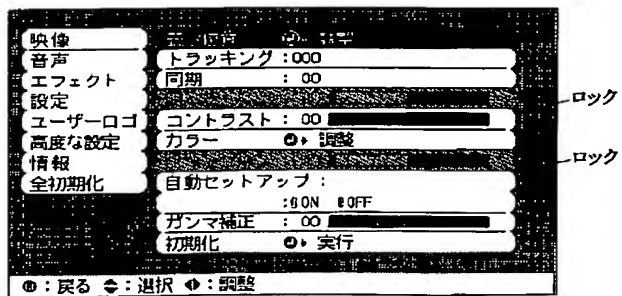 映像
音声
エフェクト
設定
ユーザーロゴ
高度な設定
情報
全初期化
トラッキング :000
同期 : 00
ロック
コントラスト : 00
カラー 調整
ロック
自動セットアップ :
:ON OFF
ガンマ補正 : 00
初期化 実行
:戻る :選択 :調整